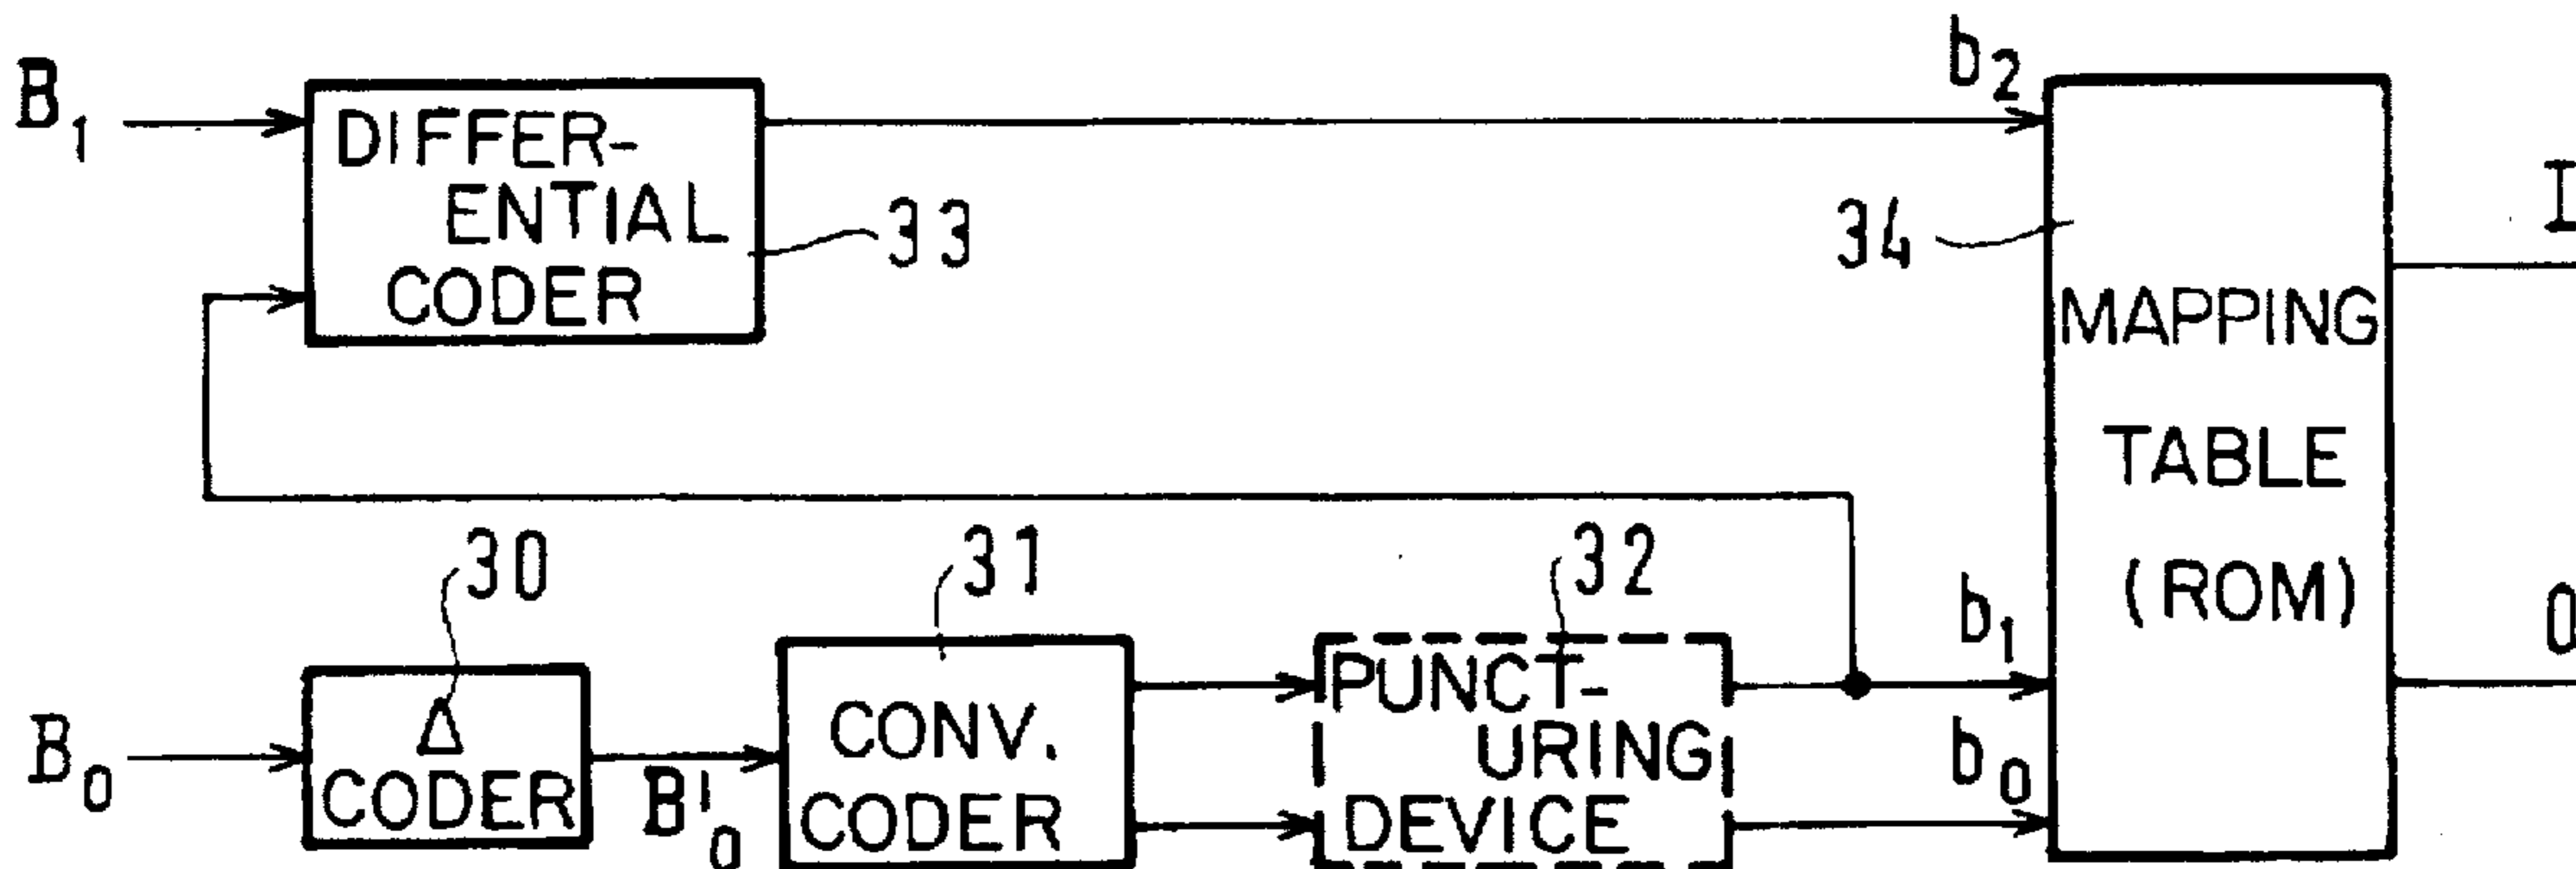 B1
DIFFER-
ENTIAL
CODER
33
b2
34
MAPPING
TABLE
(ROM)
I
B0
30
Δ
CODER
B'0
31
CONV.
CODER
32
PUNCT-
URING
DEVICE
b1
b0